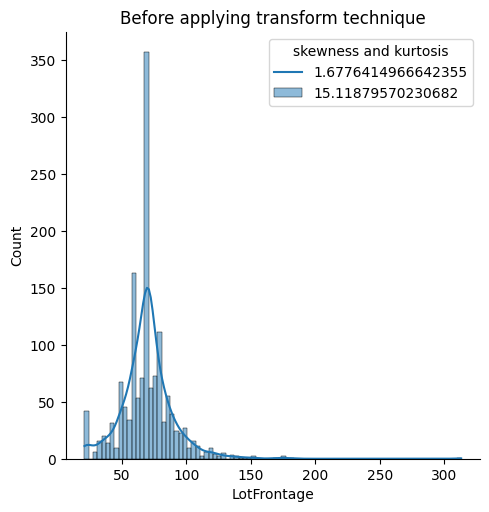 Before applying transform technique
skewness and kurtosis
1.6776414966642355
15.11879570230682
350
300
250
200
150
100
50
0
Count
50 100 150 200 250 300
LotFrontage